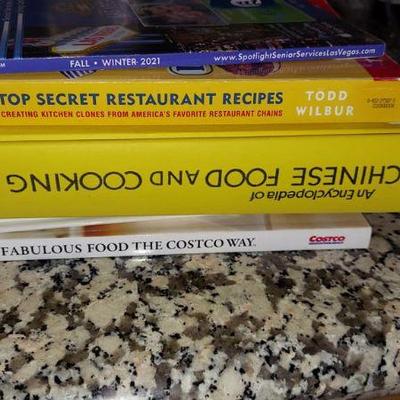 FALL • WINTER 2021
www.SpotlightSeniorServicesLasVegas.com
TOP SECRET RESTAURANT RECIPES
CREATING KITCHEN CLONES FROM AMERICA'S FAVORITE RESTAURANT CHAINS
TODD
WILBUR
An Encyclopedia of
CHINESE FOOD AND COOKING
FABULOUS FOOD THE COSTCO WAY.
COSTCO